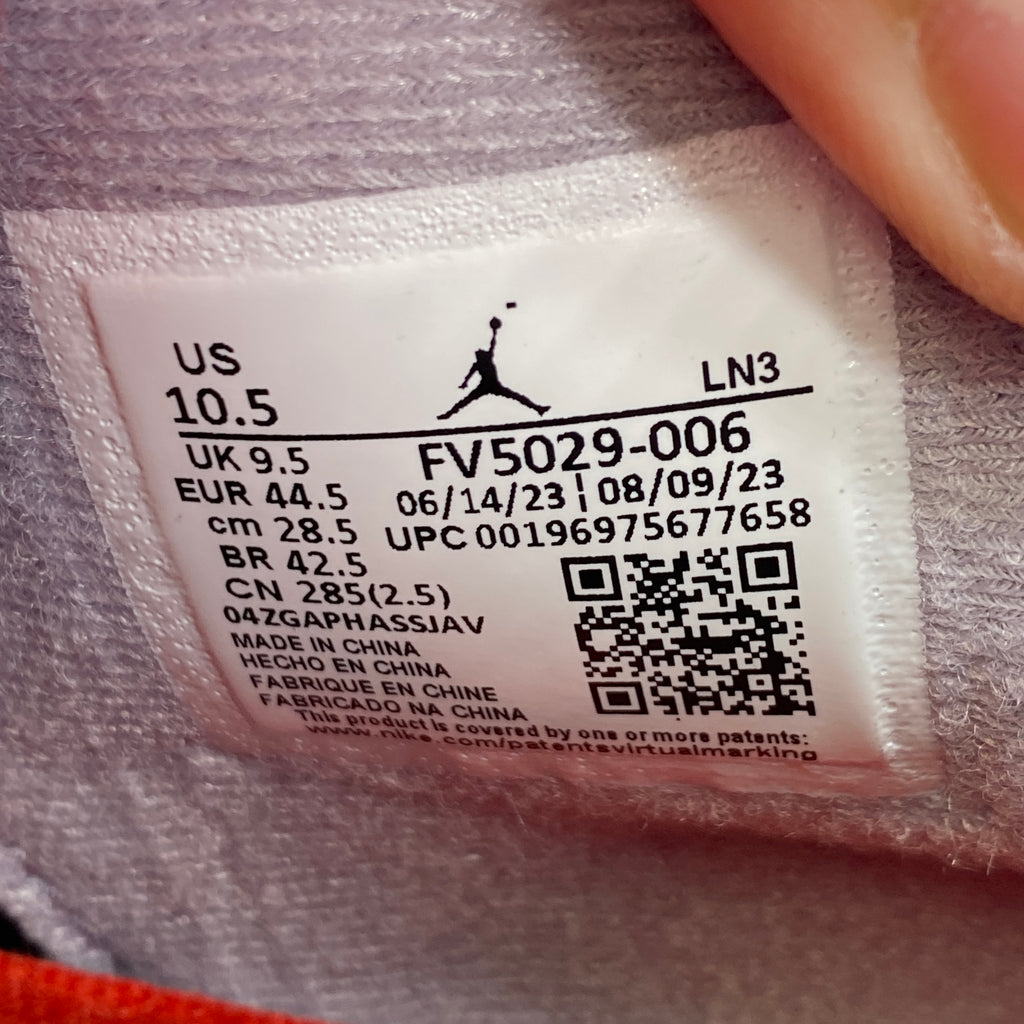 US
10.5
LN3
UK 9.5
EUR 44.5
cm 28.5
BR 42.5
CN 285(2.5)
FV5029-006
06/14/23 ¦ 08/09/23
UPC 00196975677658
04ZGAPHASSJAV
MADE IN CHINA
HECHO EN CHINA
FABRIQUE EN CHINE
FABRICADO NA CHINA
This product is covered by one or more patents:
www.nike.com/patentsvirtualmarking